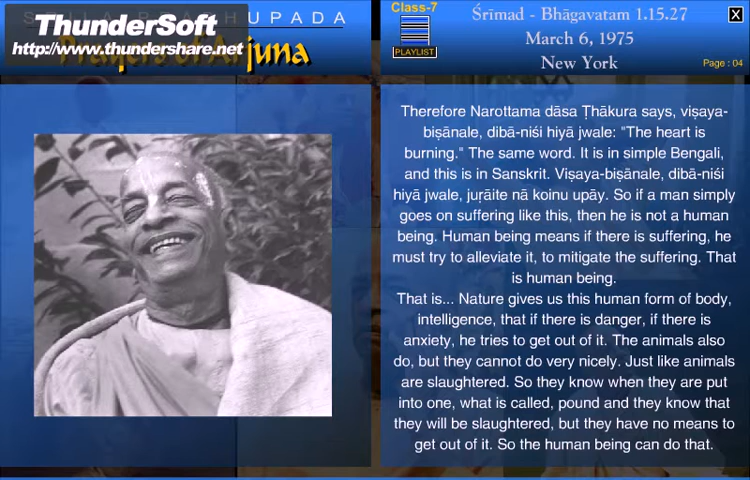 ThunderSoft
http://www.thundershare.net
HUPADA
Prayers of Arjuna
Class-7
PLAYLIST
Śrīmad - Bhāgavatam 1.15.27
March 6, 1975
New York
X
Page : 04
Therefore Narottama dāsa Ṭhākura says, viṣaya-
biṣānale, dibā-niśi hiyā jwale: "The heart is
burning." The same word. It is in simple Bengali,
and this is in Sanskrit. Viṣaya-biṣānale, dibā-niśi
hiyā jwale, juṛāite nā koinu upāy. So if a man simply
goes on suffering like this, then he is not a human
being. Human being means if there is suffering, he
must try to alleviate it, to mitigate the suffering. That
is human being.
That is... Nature gives us this human form of body,
intelligence, that if there is danger, if there is
anxiety, he tries to get out of it. The animals also
do, but they cannot do very nicely. Just like animals
are slaughtered. So they know when they are put
into one, what is called, pound and they know that
they will be slaughtered, but they have no means to
get out of it. So the human being can do that.